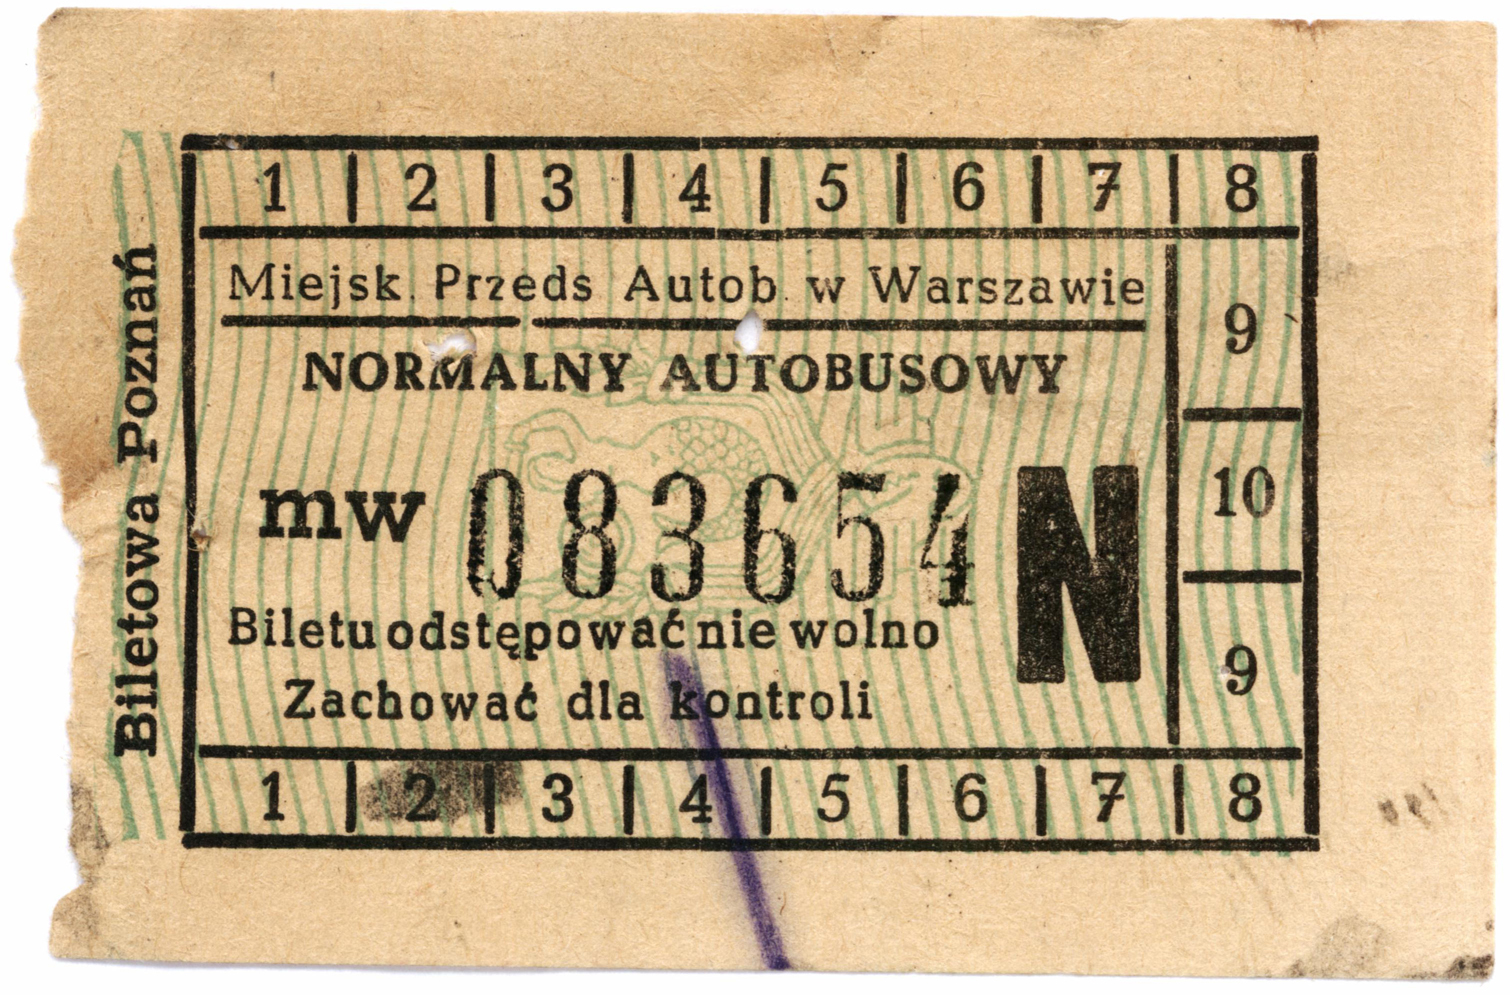 1 | 2 | 3 | 4 | 5 | 6 | 7 | 8
Miejsk. Przeds Autob. w Warszawie
NORMALNY AUTOBUSOWY
mw 083654 N
Biletu odstępować nie wolno
Zachować dla kontroli
9
10
9
1 | 2 | 3 | 4 | 5 | 6 | 7 | 8
Biletowa Poznań